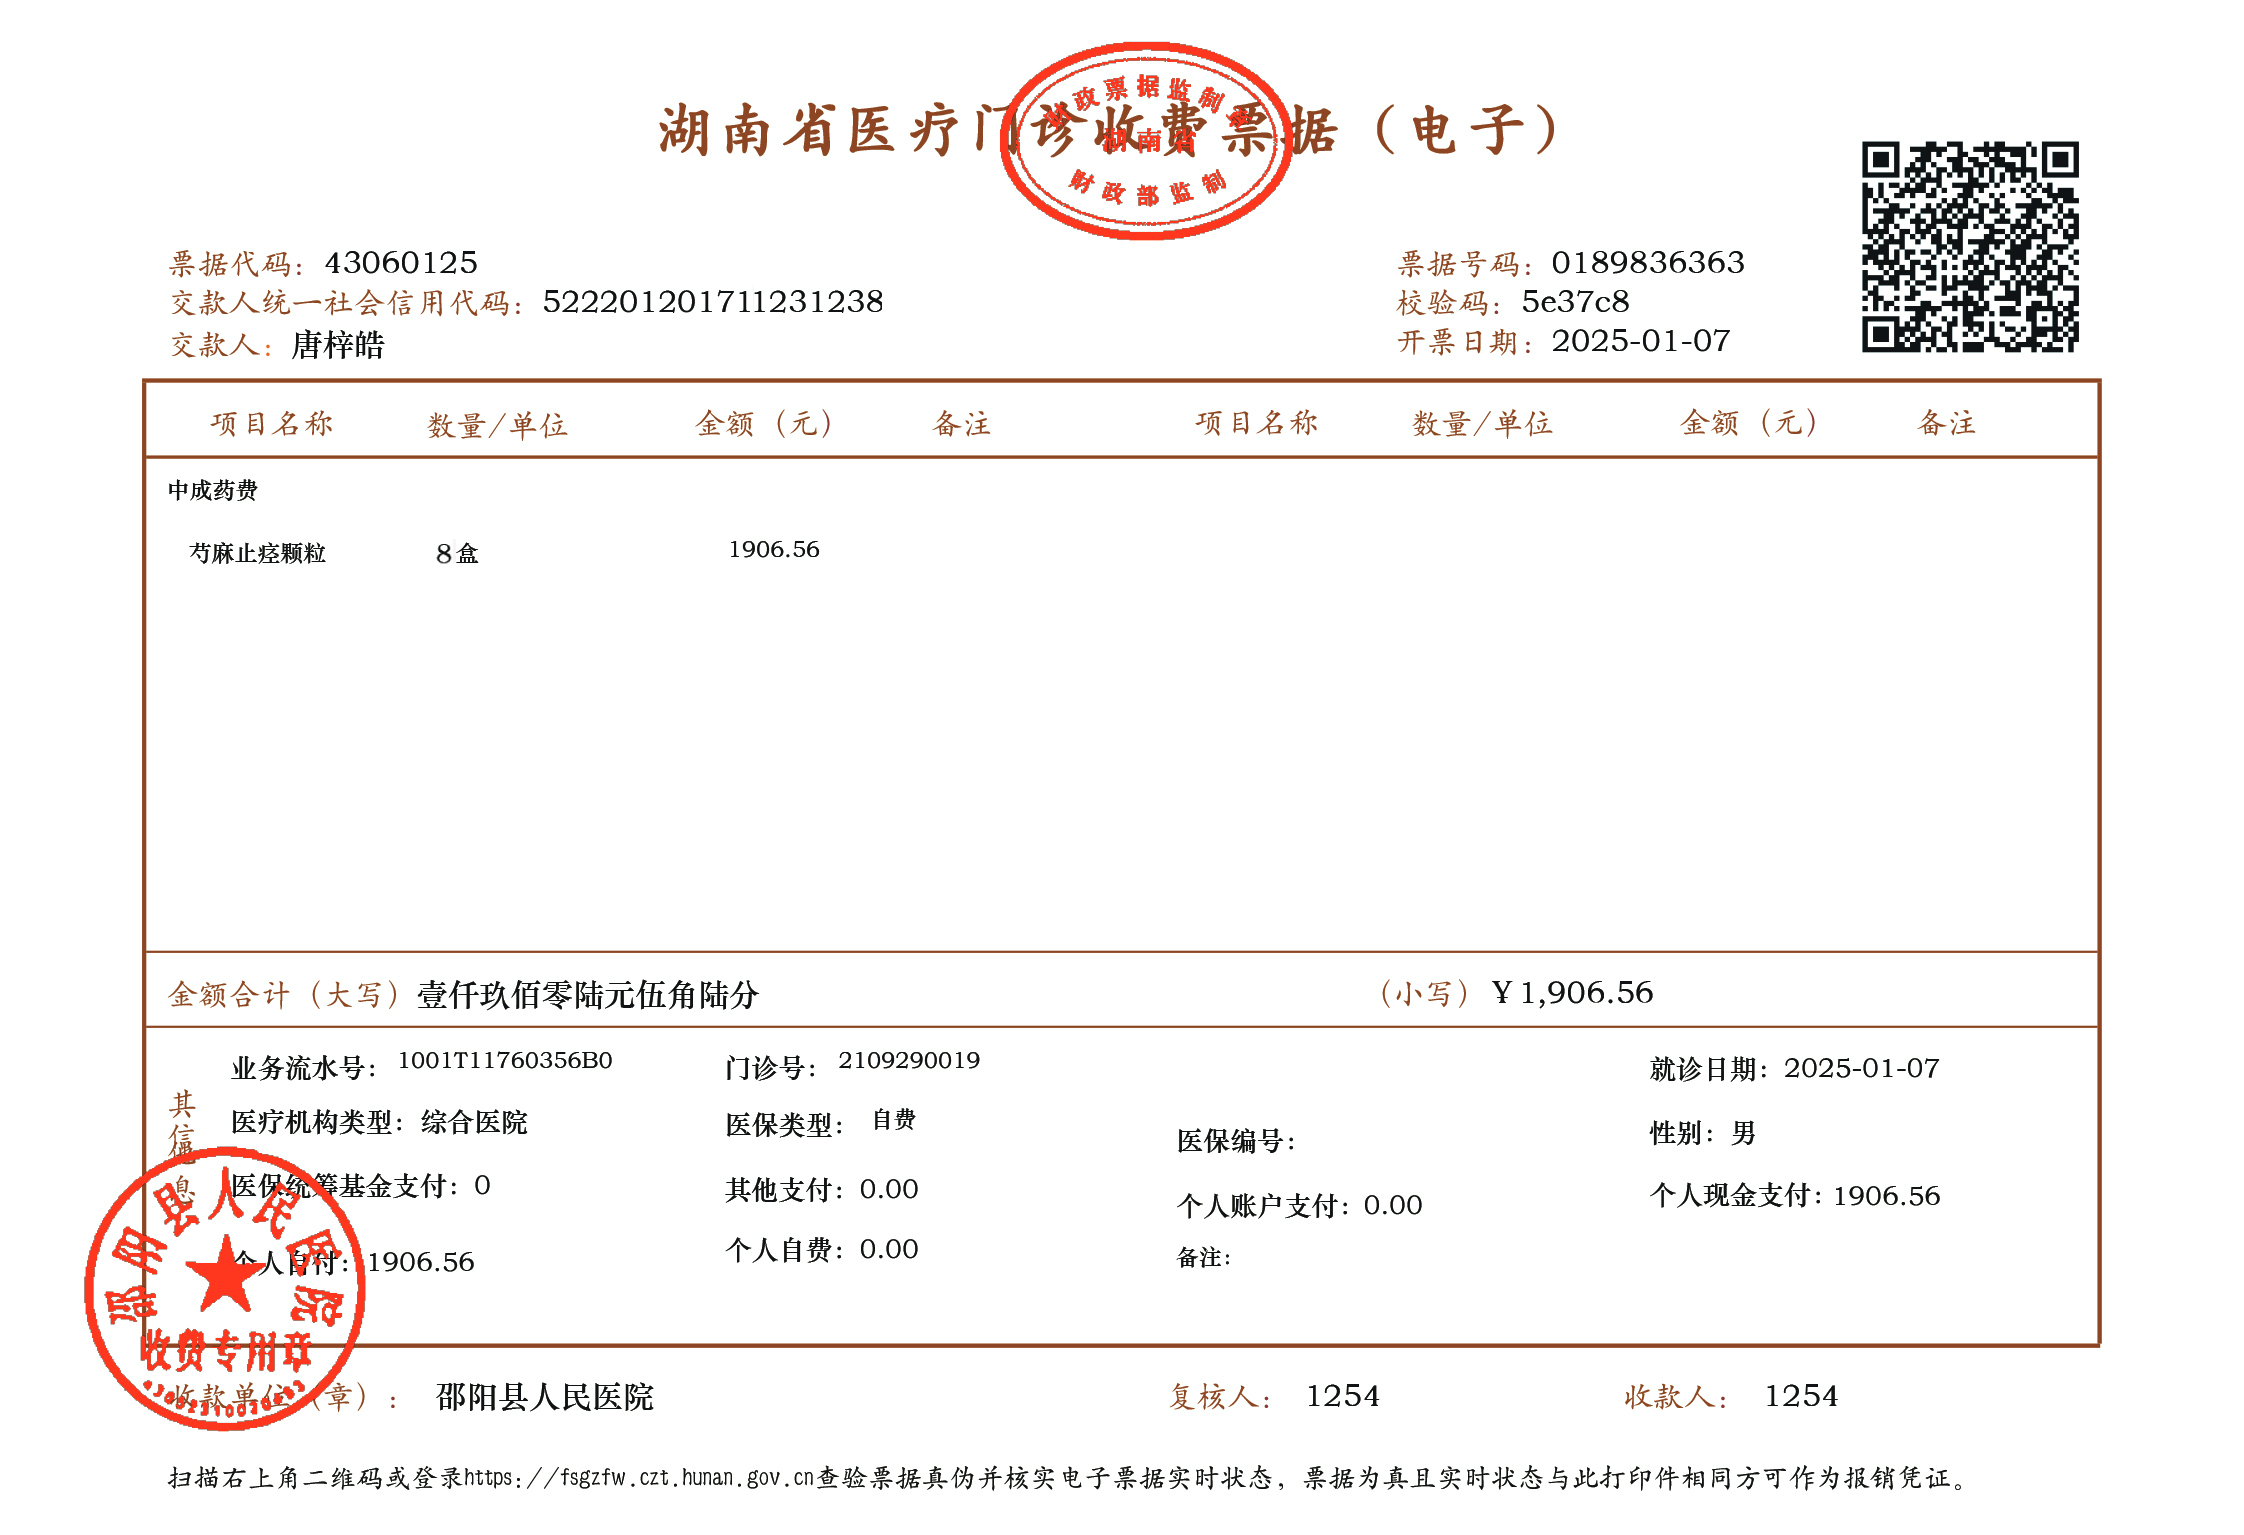 湖南省医疗门诊收费票据（电子）
财政票据监制章
湖南省
财政部监制
票据代码：43060125
票据号码：0189836363
交款人统一社会信用代码：522201201711231238
校验码：5e37c8
交款人：唐梓皓
开票日期：2025-01-07
项目名称 数量/单位 金额（元） 备注 项目名称 数量/单位 金额（元） 备注
中成药费
芍麻止痉颗粒 8盒 1906.56
金额合计（大写）壹仟玖佰零陆元伍角陆分 （小写）￥1,906.56
其他信息
业务流水号：1001T11760356B0 门诊号：2109290019 就诊日期：2025-01-07
医疗机构类型：综合医院 医保类型：自费 医保编号： 性别：男
医保统筹基金支付：0 其他支付：0.00 个人账户支付：0.00 个人现金支付：1906.56
个人自付：1906.56 个人自费：0.00 备注：
邵阳县人民医院
收费专用章
收款单位（章）：邵阳县人民医院 复核人：1254 收款人：1254
扫描右上角二维码或登录https://fsgzfw.czt.hunan.gov.cn查验票据真伪并核实电子票据实时状态，票据为真且实时状态与此打印件相同方可作为报销凭证。